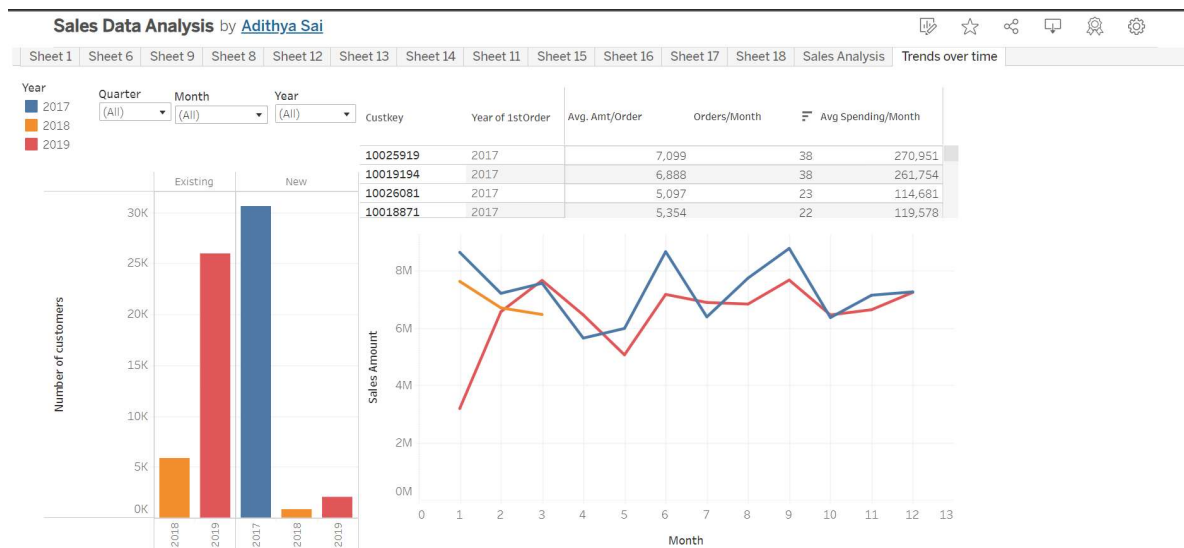 Sales Data Analysis by Adithya Sai
Sheet 1 Sheet 6 Sheet 9 Sheet 8 Sheet 12 Sheet 13 Sheet 14 Sheet 11 Sheet 15 Sheet 16 Sheet 17 Sheet 18 Sales Analysis Trends over time
Year
2017
2018
2019
Quarter Month Year
(All) (All) (All)
Custkey Year of 1stOrder Avg. Amt/Order Orders/Month Avg Spending/Month
10025919 2017 7,099 38 270,951
10019194 2017 6,888 38 261,754
10026081 2017 5,097 23 114,681
10018871 2017 5,354 22 119,578
Existing New
Number of customers
30K
25K
20K
15K
10K
5K
0K
2018 2019 2017 2018 2019
Sales Amount
8M
6M
4M
2M
0M
0 1 2 3 4 5 6 7 8 9 10 11 12 13
Month